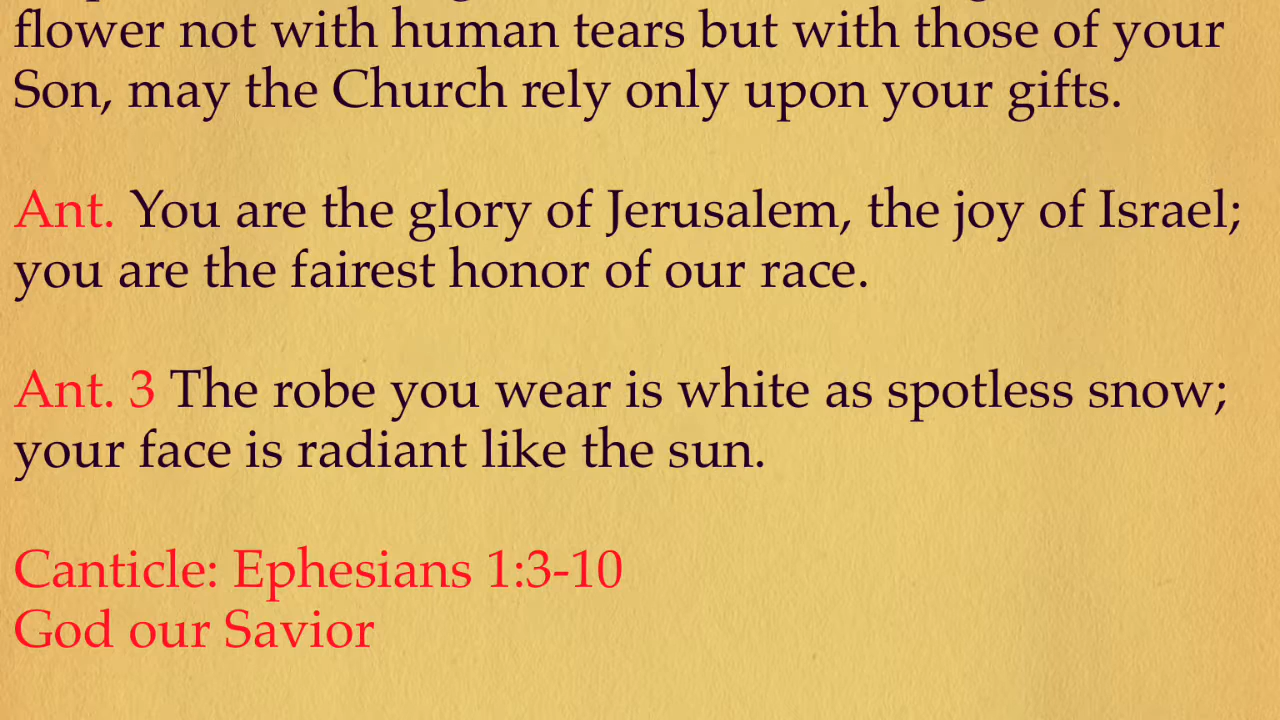 flower not with human tears but with those of your
Son, may the Church rely only upon your gifts.
Ant. You are the glory of Jerusalem, the joy of Israel;
you are the fairest honor of our race.
Ant. 3 The robe you wear is white as spotless snow;
your face is radiant like the sun.
Canticle: Ephesians 1:3-10
God our Savior